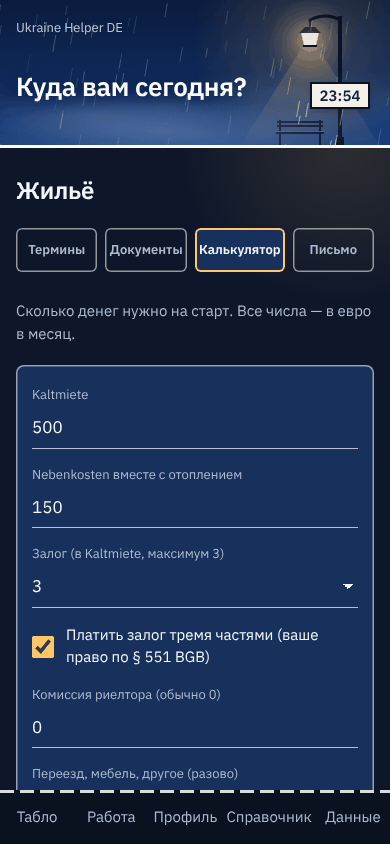 Ukraine Helper DE
Куда вам сегодня?
23:54
Жильё
Термины Документы Калькулятор Письмо
Сколько денег нужно на старт. Все числа — в евро
в месяц.
Kaltmiete
500
Nebenkosten вместе с отоплением
150
Залог (в Kaltmiete, максимум 3)
3
Платить залог тремя частями (ваше
право по § 551 BGB)
Комиссия риелтора (обычно 0)
0
Переезд, мебель, другое (разово)
Табло Работа Профиль Справочник Данные